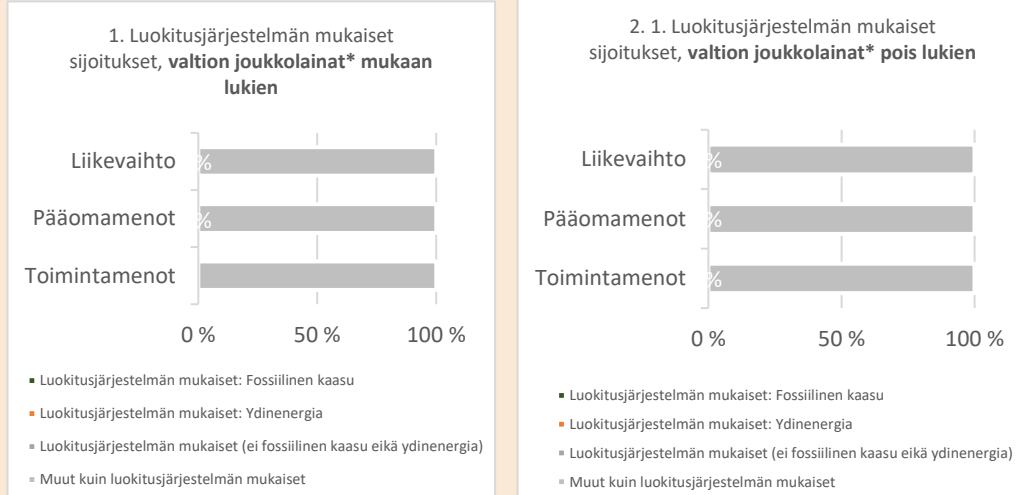 1. Luokitusjärjestelmän mukaiset
sijoitukset, valtion joukkolainat* mukaan
lukien
Liikevaihto
%
Pääomamenot
%
Toimintamenot
0 %
50 %
100 %
Luokitusjärjestelmän mukaiset: Fossiilinen kaasu
Luokitusjärjestelmän mukaiset: Ydinenergia
Luokitusjärjestelmän mukaiset (ei fossiilinen kaasu eikä ydinenergia)
Muut kuin luokitusjärjestelmän mukaiset
2. 1. Luokitusjärjestelmän mukaiset
sijoitukset, valtion joukkolainat* pois lukien
Liikevaihto
%
Pääomamenot
%
Toimintamenot
%
0 %
50 %
100 %
Luokitusjärjestelmän mukaiset: Fossiilinen kaasu
Luokitusjärjestelmän mukaiset: Ydinenergia
Luokitusjärjestelmän mukaiset (ei fossiilinen kaasu eikä ydinenergia)
Muut kuin luokitusjärjestelmän mukaiset